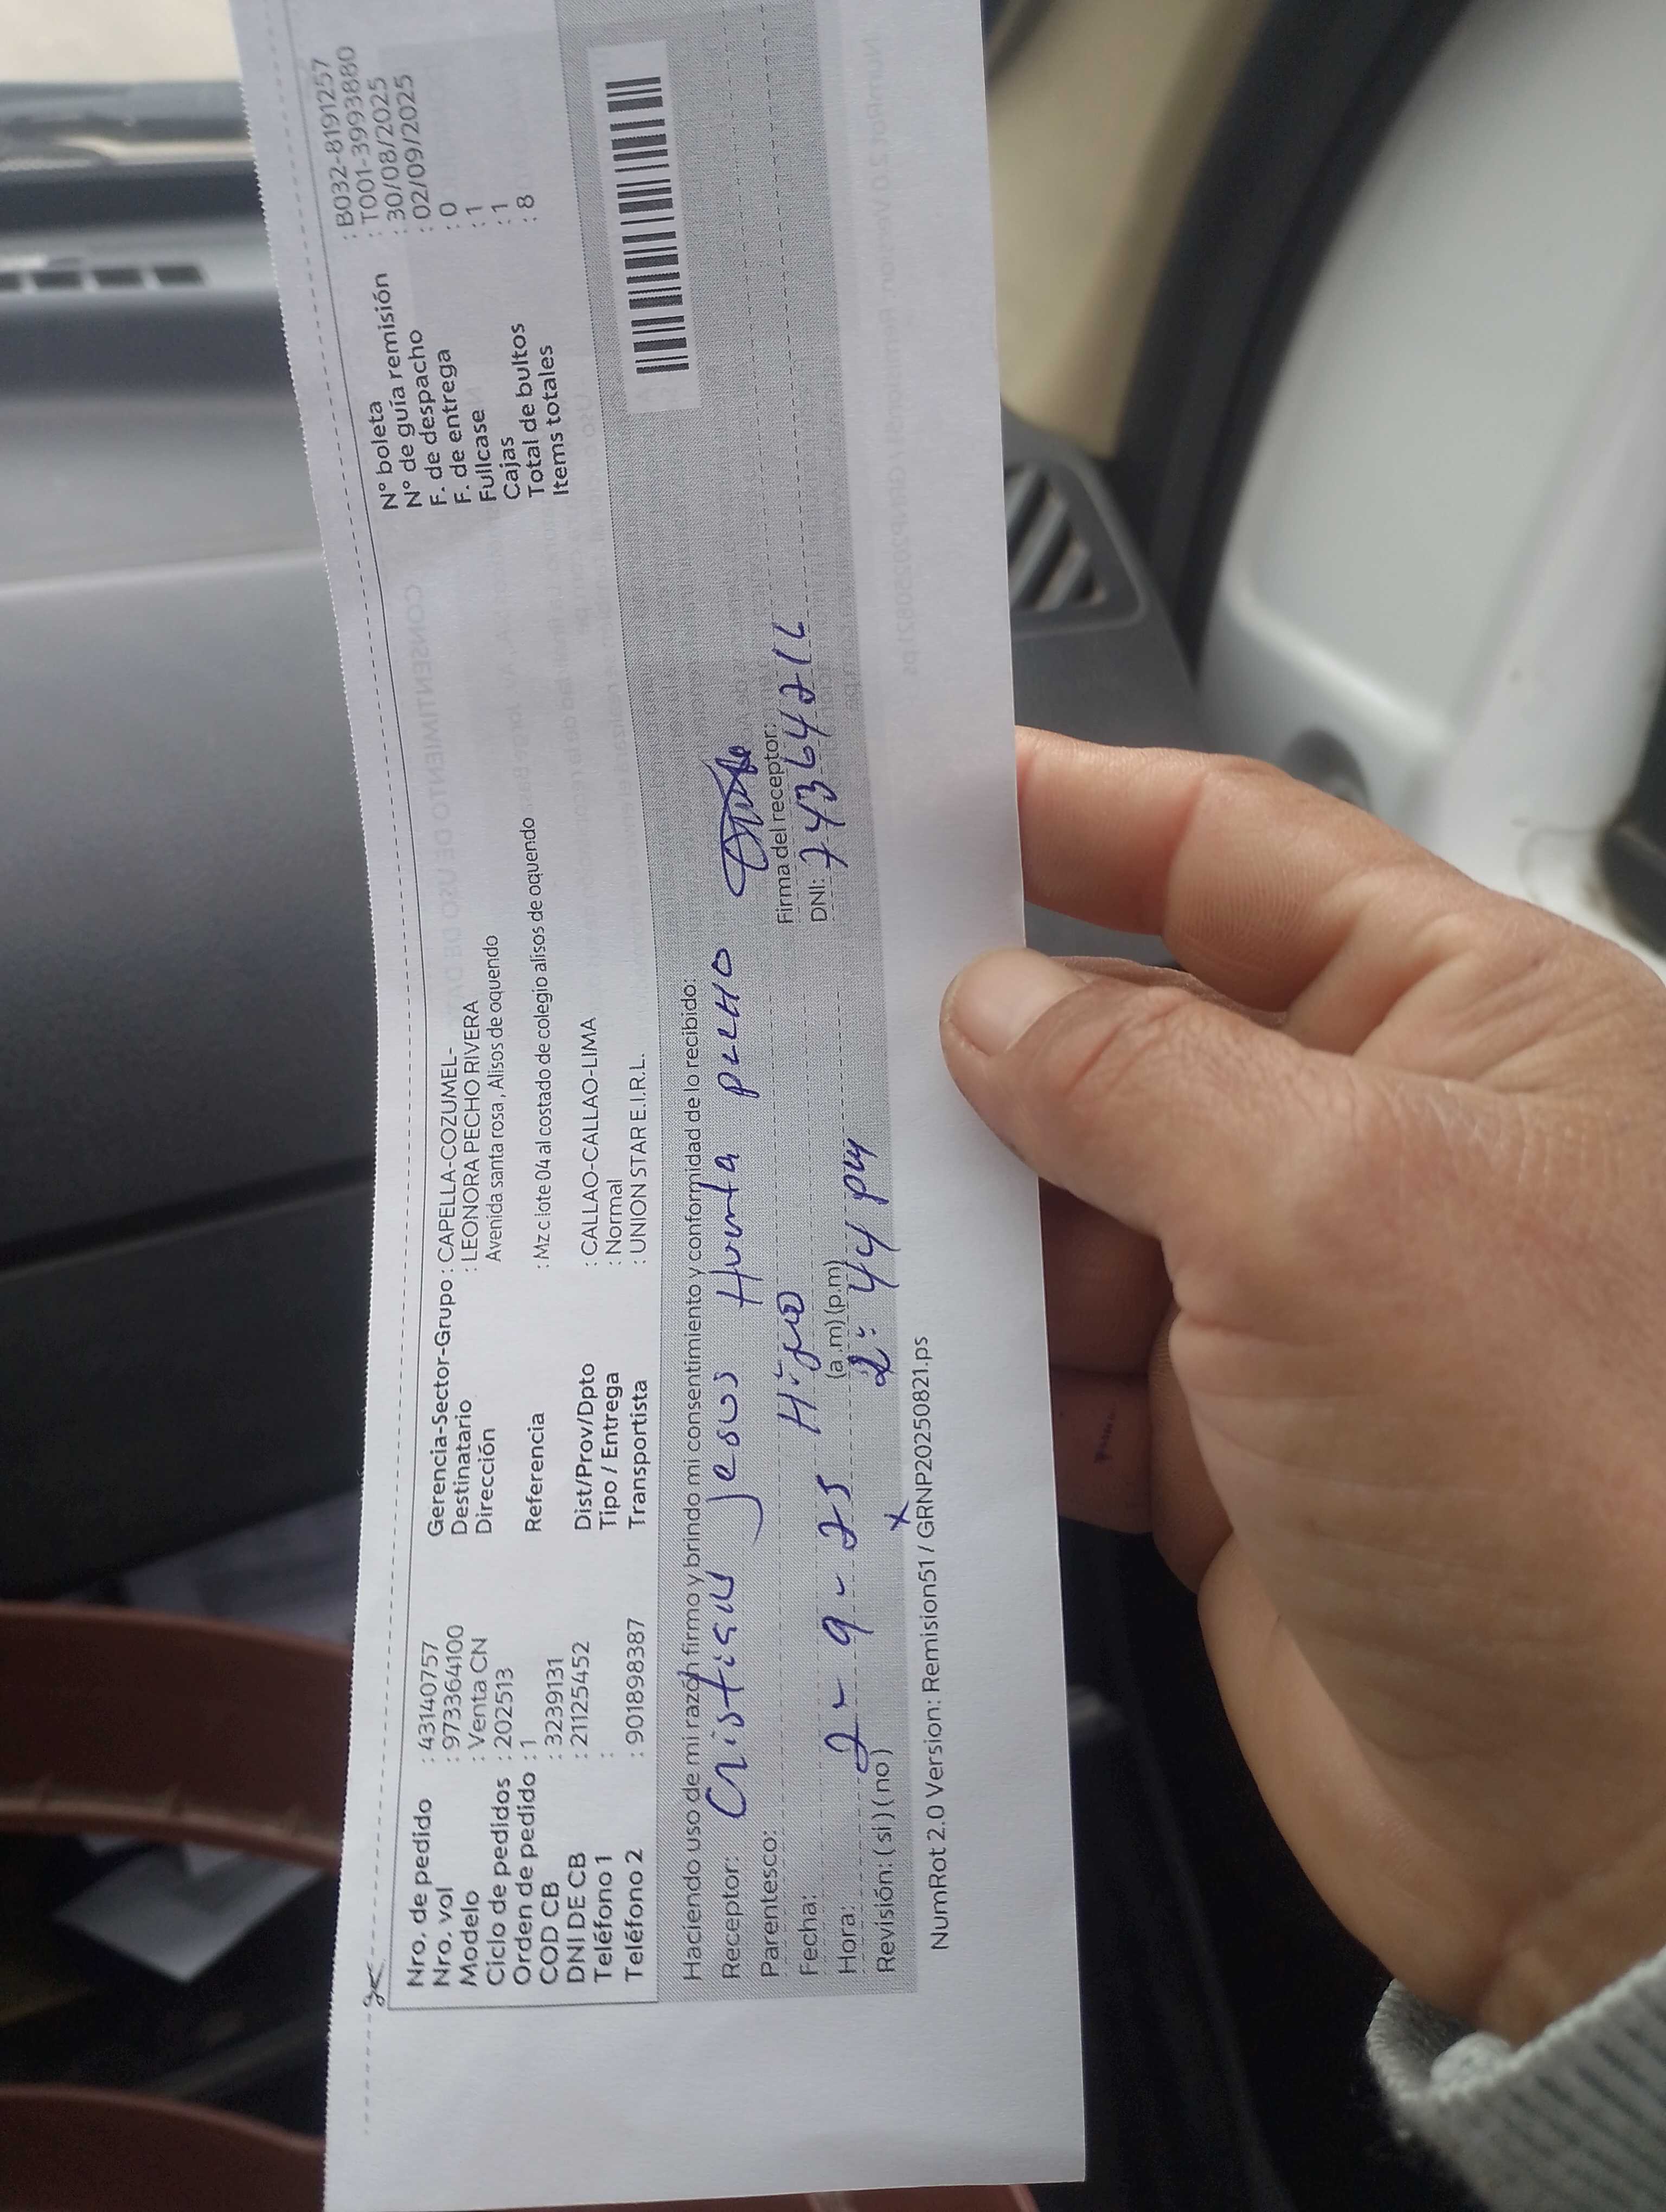 Nro. de pedido : 43140757
Nro. vol : 973364100
Modelo : Venta CN
Ciclo de pedidos : 202513
Orden de pedido : 1
COD CB : 3239131
DNI DE CB : 21125452
Teléfono 1 :
Teléfono 2 : 901898387
Gerencia-Sector-Grupo : CAPELLA-COZUMEL-
Destinatario : LEONORA PECHO RIVERA
Dirección Avenida santa rosa, Alisos de oquendo
Referencia : Mz c lote 04 al costado de colegio alisos de oquendo
Dist/Prov/Dpto : CALLAO-CALLAO-LIMA
Tipo / Entrega : Normal
Transportista : UNION STAR E.I.R.L.
N° boleta : B032-8191257
N° de guía remisión : T001-3993880
F. de despacho : 30/08/2025
F. de entrega : 02/09/2025
Fullcase : 0
Cajas : 1
Total de bultos : 1
Items totales : 8
Haciendo uso de mi razón firmo y brindo mi consentimiento y conformidad de lo recibido:
Receptor: Cristian Jesus Huanta pecho
Parentesco: Hijo
Firma del receptor:
Fecha: 2-9-25
DNI: 74364216
Hora: (a.m) (p.m) 2:44 pm
Revisión: ( si ) ( no ) x
NumRot 2.0 Version: Remision51 / GRNP20250821.ps